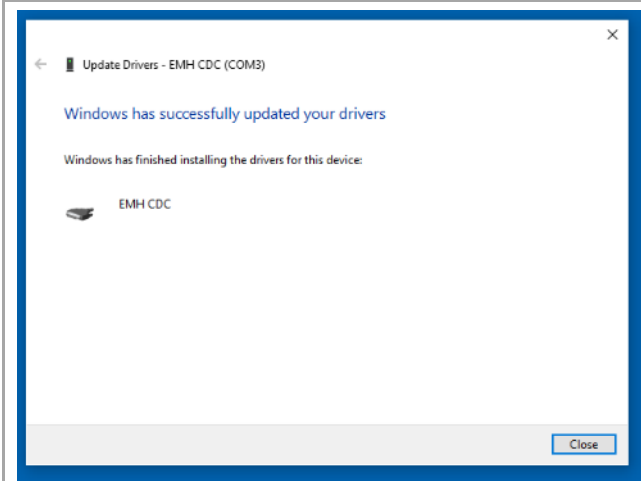 Update Drivers - EMH CDC (COM3)
Windows has successfully updated your drivers
Windows has finished installing the drivers for this device:
EMH CDC
Close